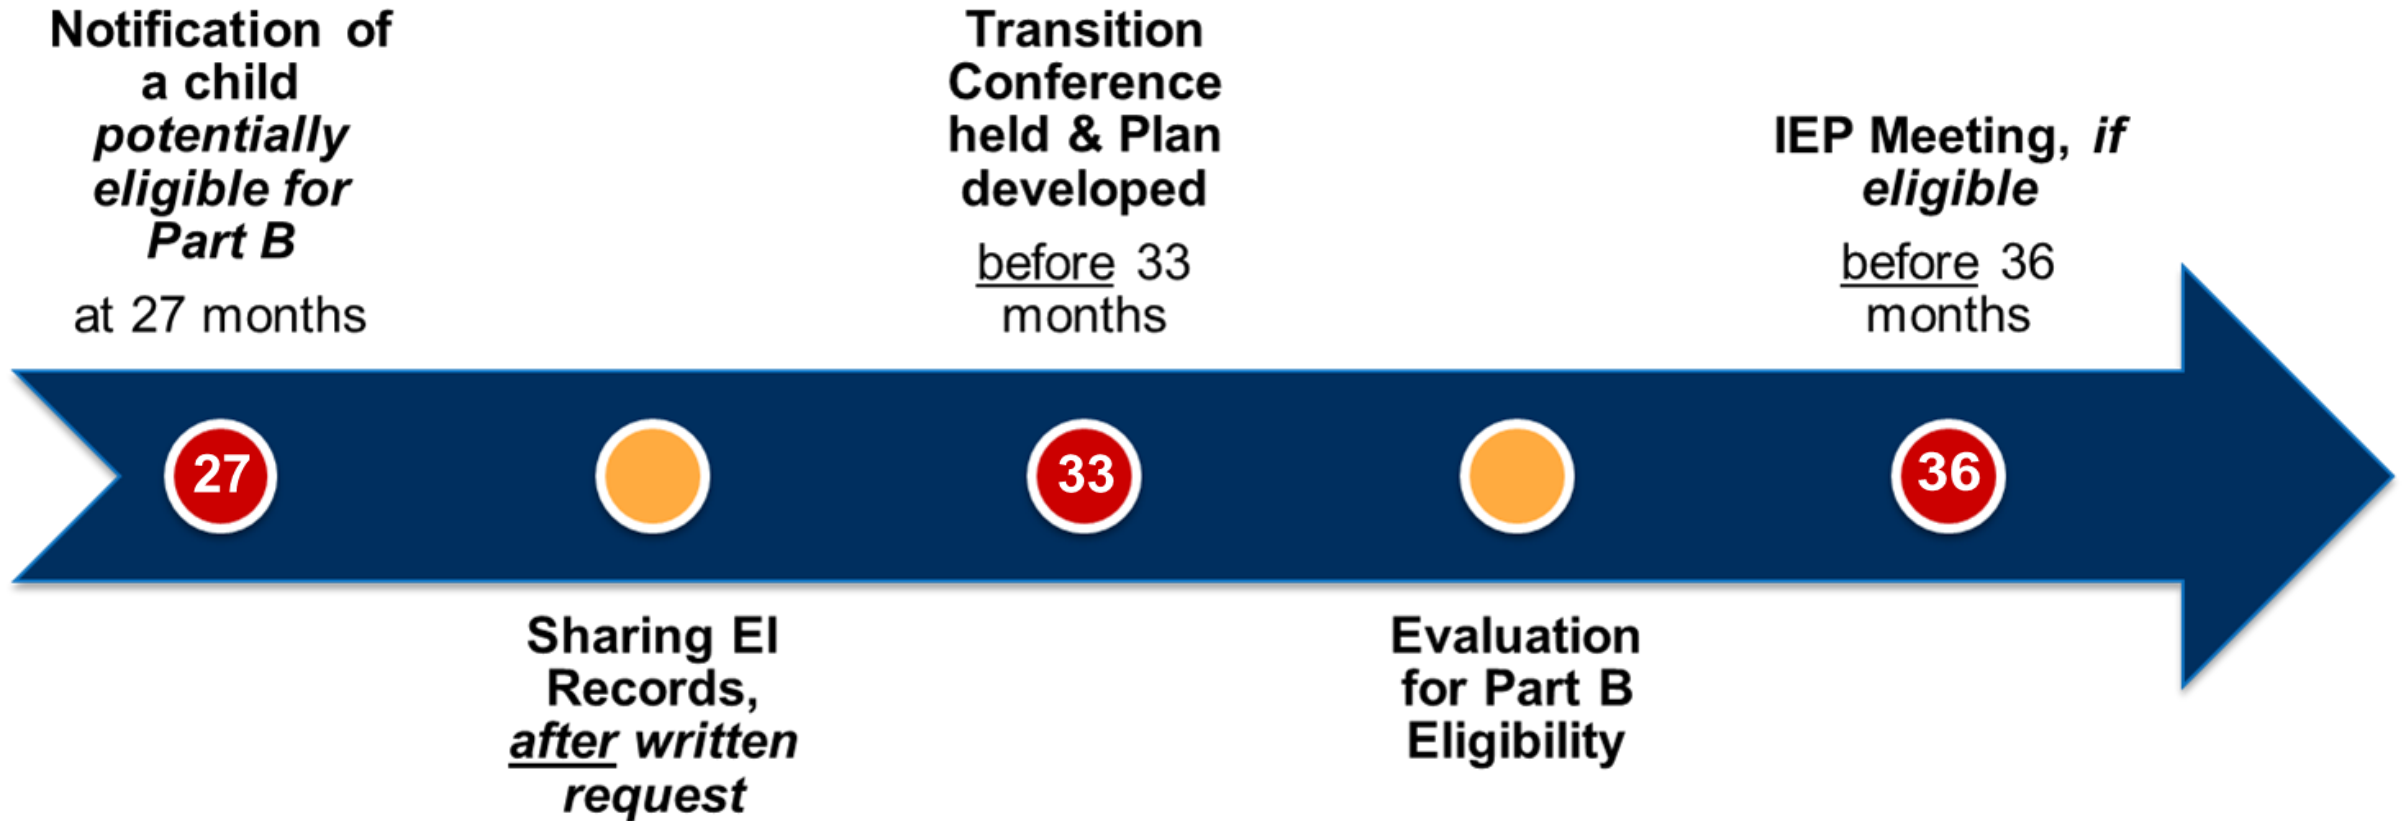 Notification of
a child
potentially
eligible for
Part B
at 27 months
Transition
Conference
held & Plan
developed
before 33
months
IEP Meeting, if
eligible
before 36
months
27
33
36
Sharing EI
Records,
after written
request
Evaluation
for Part B
Eligibility